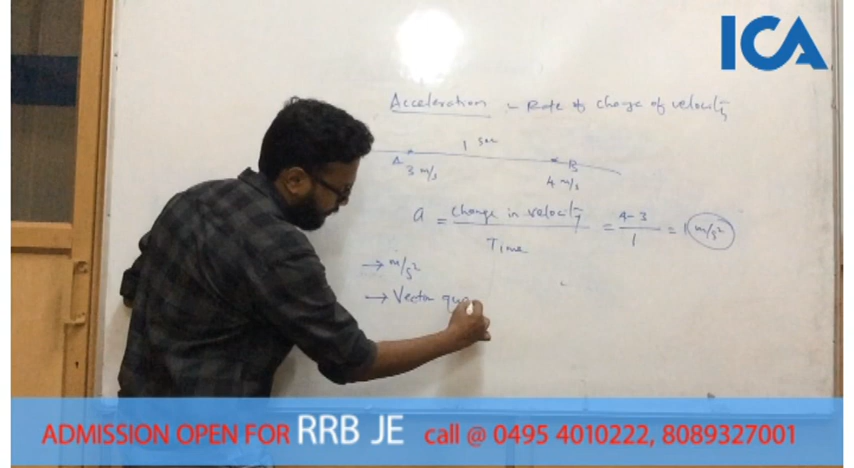 ICA
Acceleration - Rate of change of velocity
1 sec
A B
3 m/s 4 m/s
a = change in velocity / Time = 4-3 / 1 = 1 m/s²
→ m/s²
→ Vector qua
ADMISSION OPEN FOR RRB JE call @ 0495 4010222, 8089327001